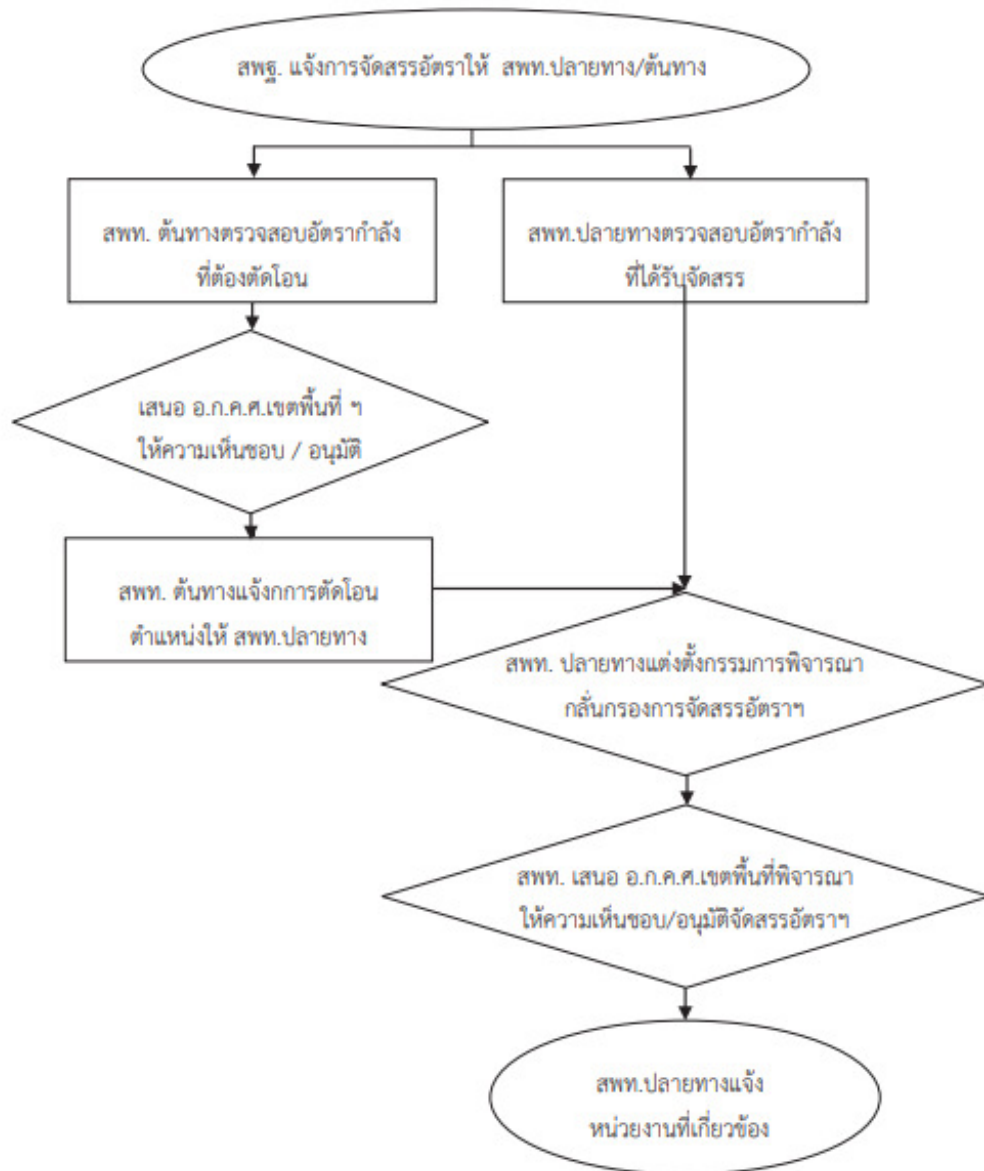 สพฐ. แจ้งการจัดสรรอัตราให้ สพท.ปลายทาง/ต้นทาง
สพท. ต้นทางตรวจสอบอัตรากำลัง
ที่ต้องตัดโอน
สพท.ปลายทางตรวจสอบอัตรากำลัง
ที่ได้รับจัดสรร
เสนอ อ.ก.ค.ศ.เขตพื้นที่ ฯ
ให้ความเห็นชอบ / อนุมัติ
สพท. ต้นทางแจ้งกการตัดโอน
ตำแหน่งให้ สพท.ปลายทาง
สพท. ปลายทางแต่งตั้งกรรมการพิจารณา
กลั่นกรองการจัดสรรอัตราฯ
สพท. เสนอ อ.ก.ค.ศ.เขตพื้นที่พิจารณา
ให้ความเห็นชอบ/อนุมัติจัดสรรอัตราฯ
สพท.ปลายทางแจ้ง
หน่วยงานที่เกี่ยวข้อง